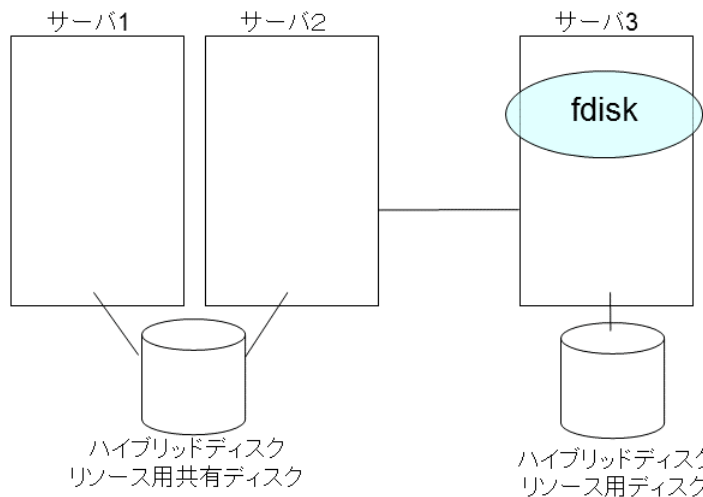 サーバ1
サーバ2
サーバ3
fdisk
ハイブリッドディスク
リソース用共有ディスク
ハイブリッドディスク
リソース用ディスク